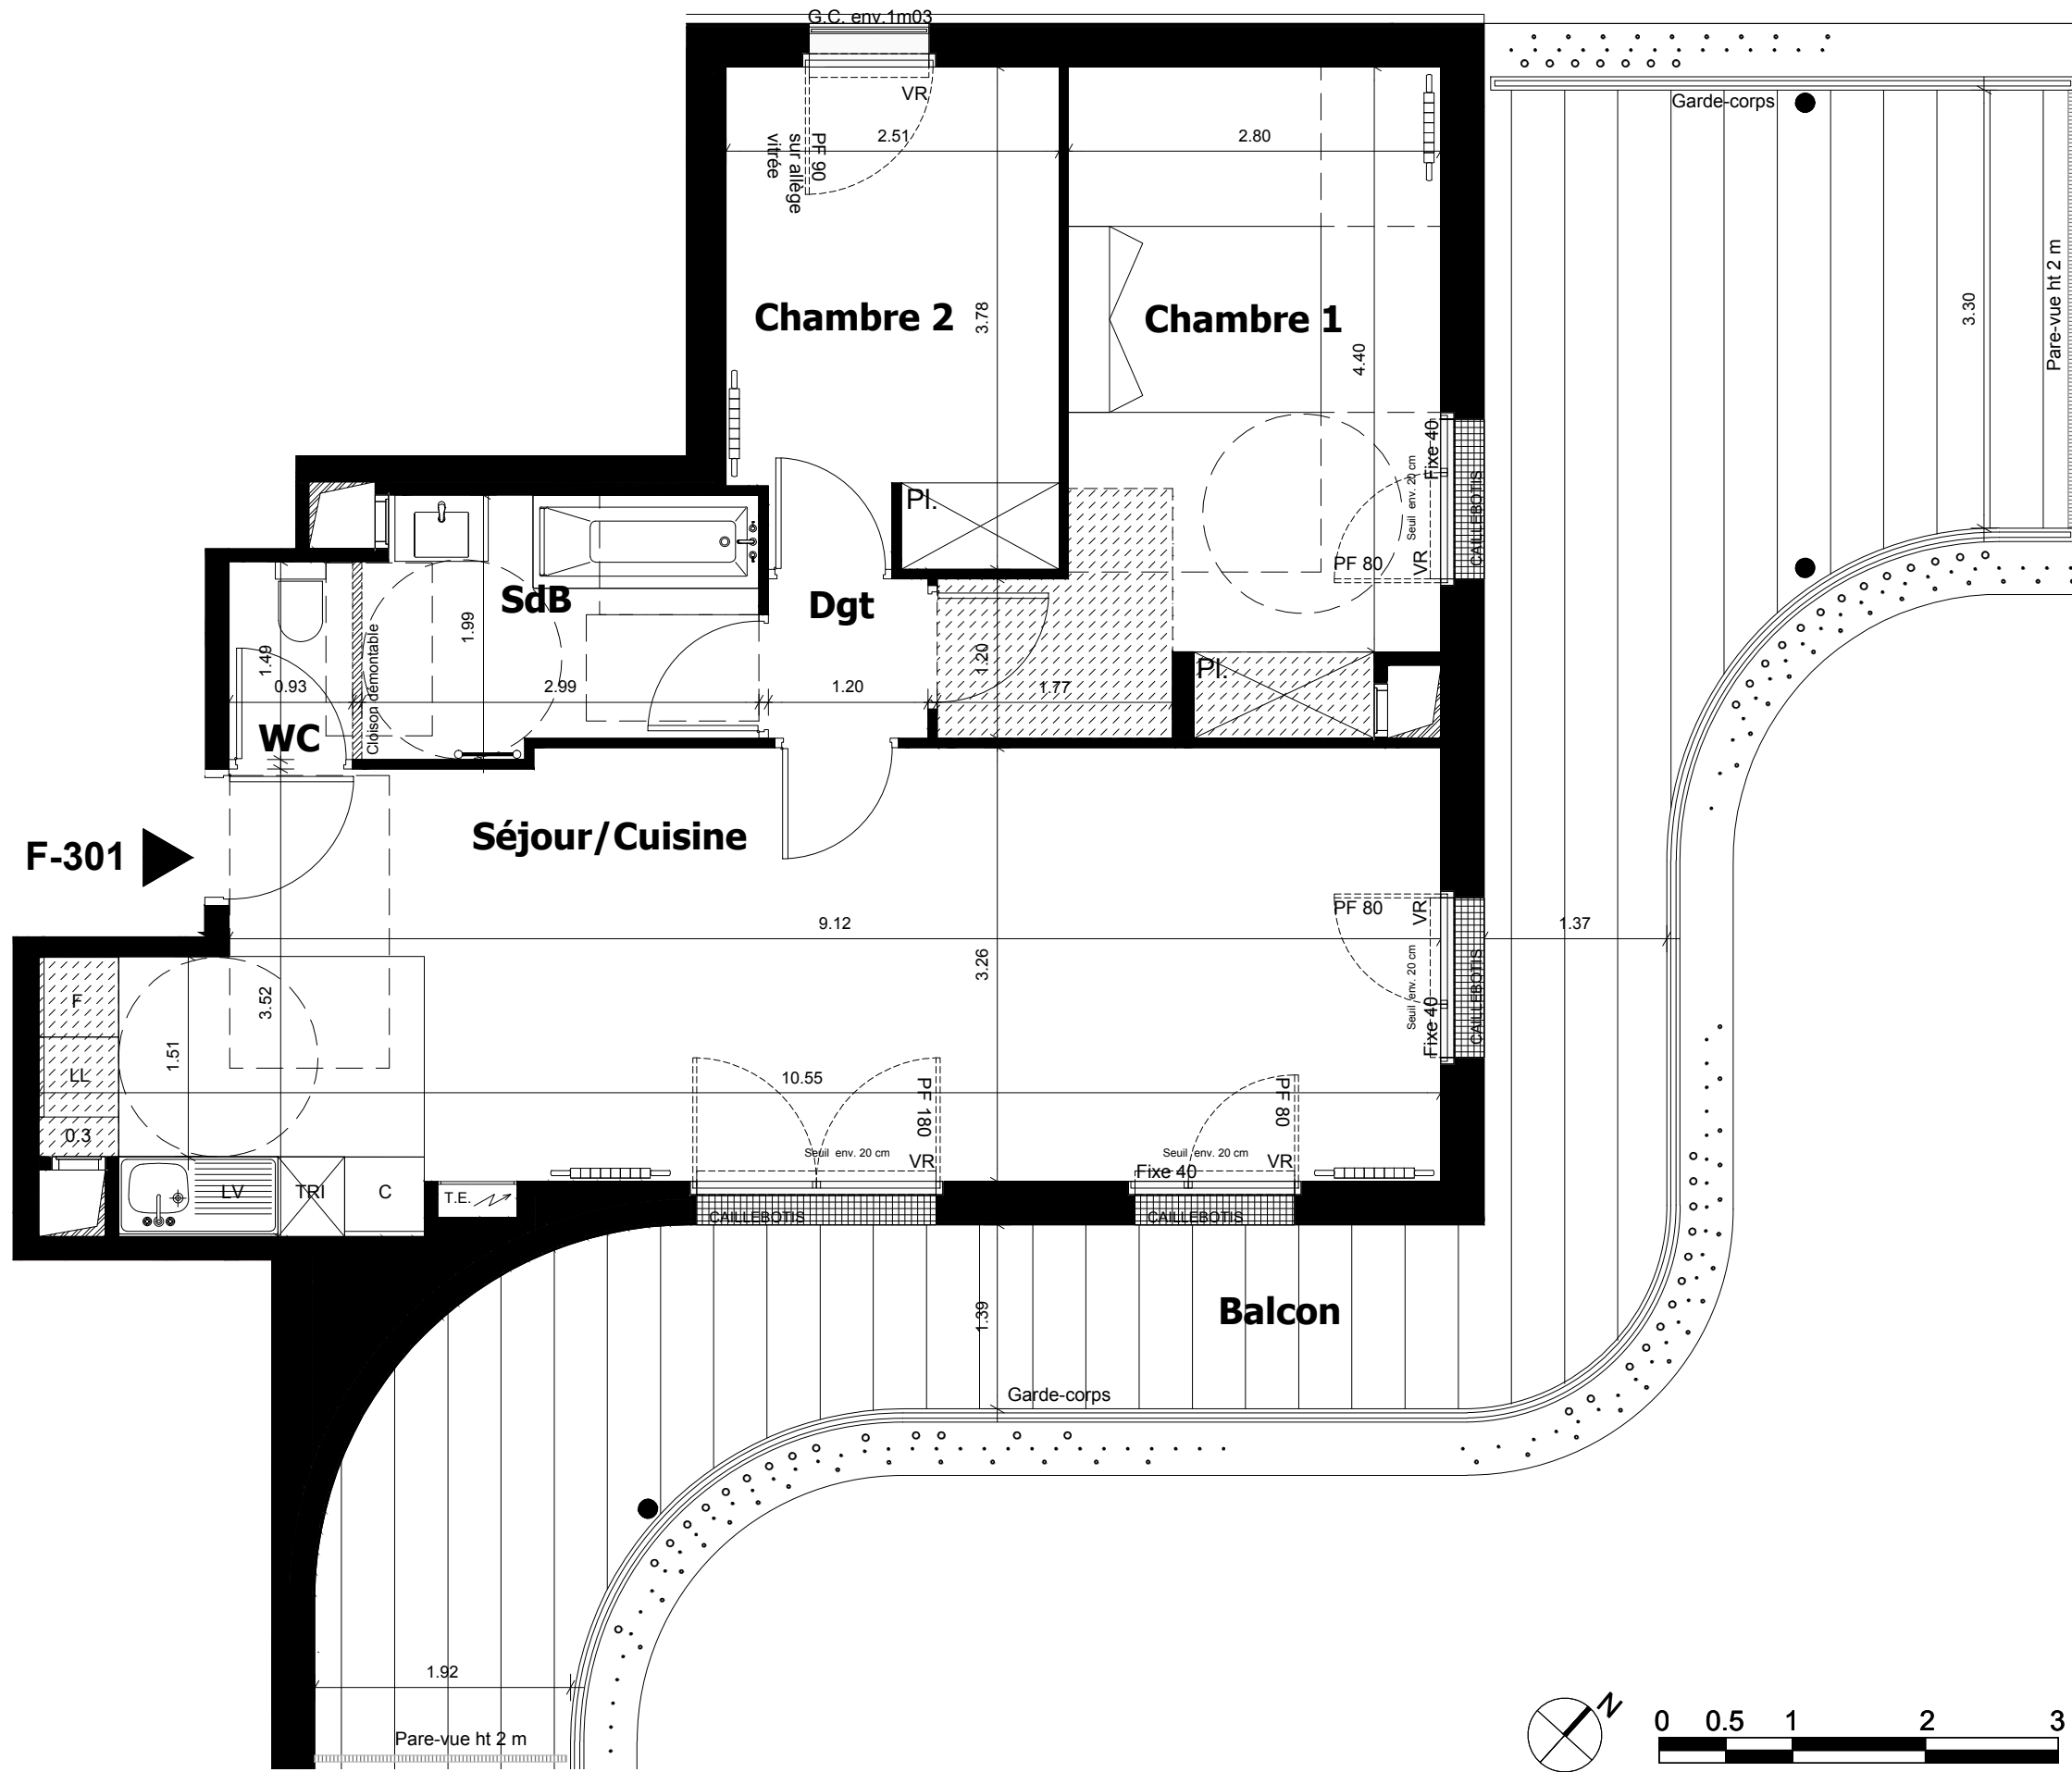 G.C. env.1m03
VR
PF 90
sur allège
vitrée
2.51
2.80
Garde-corps
Pare-vue ht 2 m
3.30
Chambre 2
3.78
Chambre 1
4.40
Fixe 40
Seuil env. 20 cm
CAILLEBOTIS
PF 80
VR
Pl.
SdB
Dgt
1.99
1.49
Cloison démontable
0.93
2.99
1.20
1.20
1.77
Pl.
WC
F-301
Séjour/Cuisine
9.12
3.26
PF 80
VR
Seuil env. 20 cm
Fixe 40
CAILLEBOTIS
1.37
F
LL
0.3
3.52
1.51
10.55
PF 180
Seuil env. 20 cm
VR
PF 80
Seuil env. 20 cm
VR
Fixe 40
LV
TRI
C
T.E.
CAILLEBOTIS
CAILLEBOTIS
1.39
Balcon
Garde-corps
1.92
Pare-vue ht 2 m
N
0 0.5 1 2 3